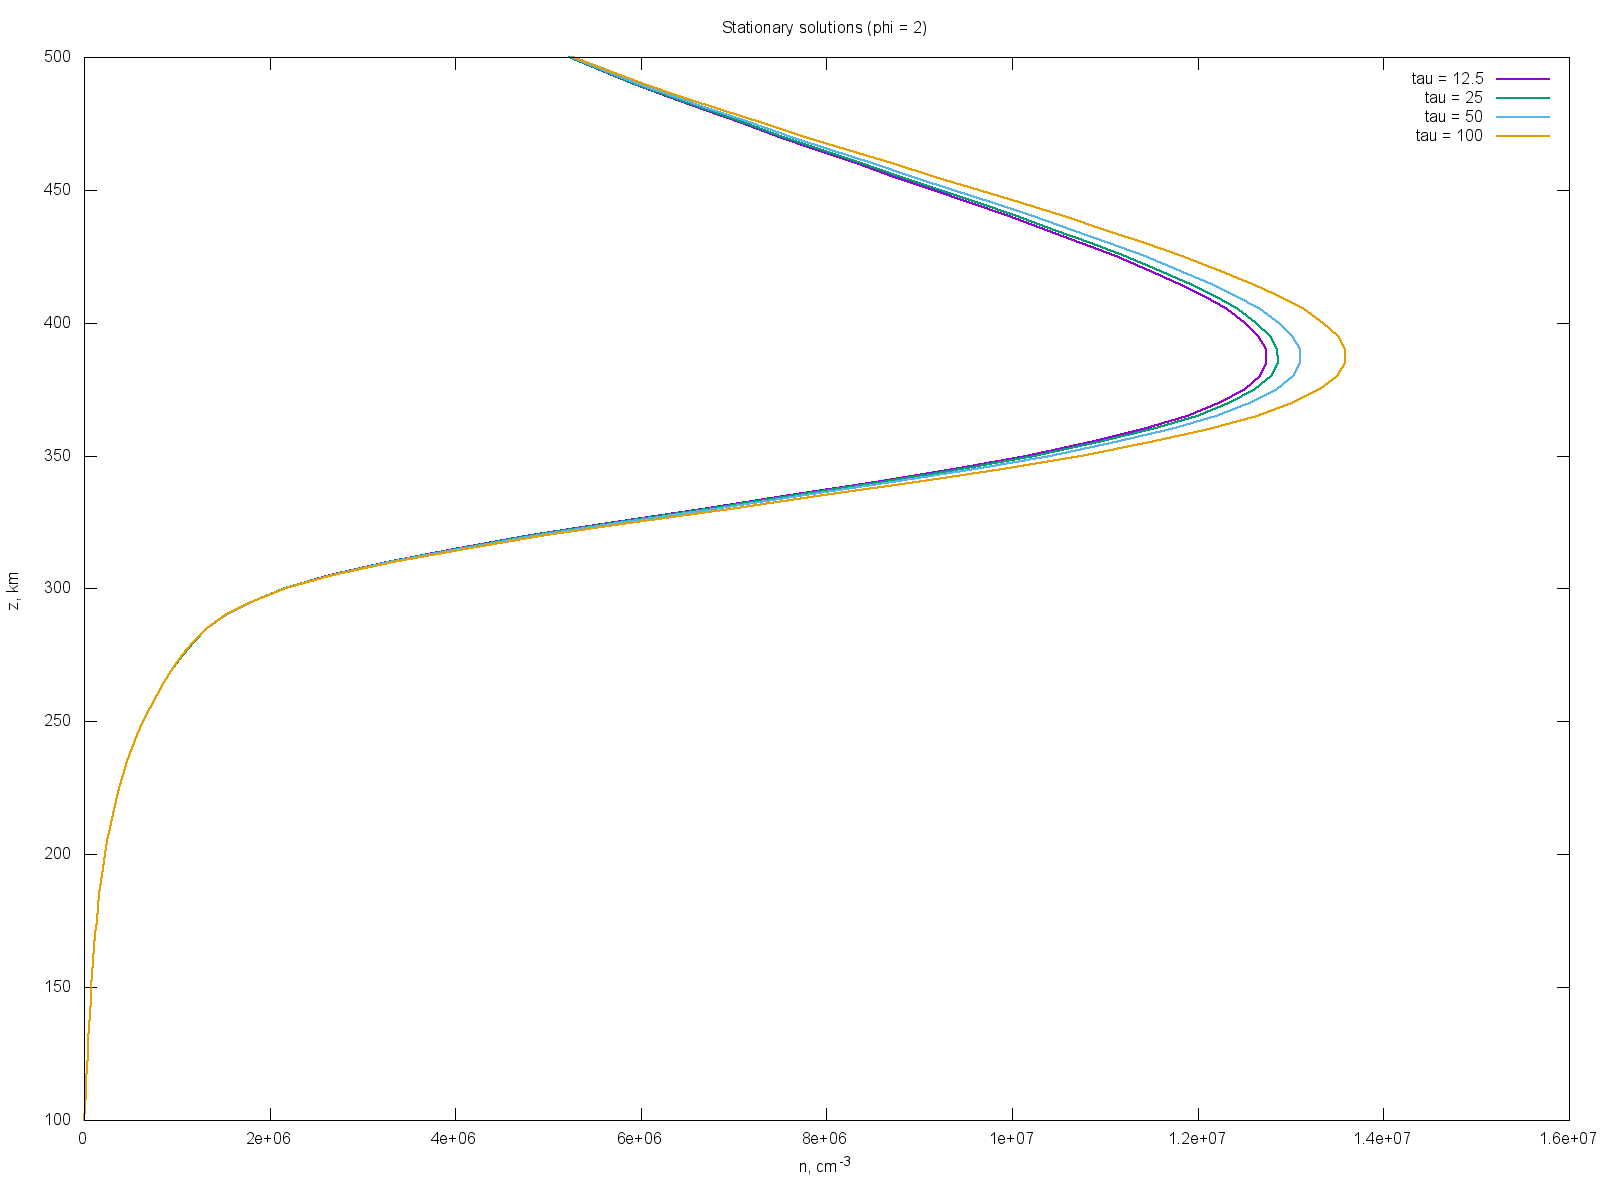 Stationary solutions (phi = 2)
tau = 12.5
tau = 25
tau = 50
tau = 100
500
450
400
350
300
250
200
150
100
z, km
0 2e+06 4e+06 6e+06 8e+06 1e+07 1.2e+07 1.4e+07 1.6e+07
n, cm-3